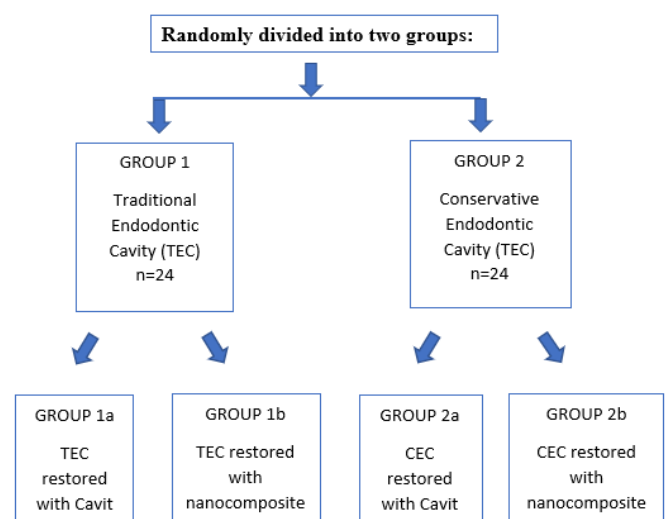 Randomly divided into two groups:
GROUP 1
Traditional
Endodontic
Cavity (TEC)
n=24
GROUP 2
Conservative
Endodontic
Cavity (TEC)
n=24
GROUP 1a
TEC
restored
with Cavit
GROUP 1b
TEC restored
with
nanocomposite
GROUP 2a
CEC
restored
with Cavit
GROUP 2b
CEC restored
with
nanocomposite